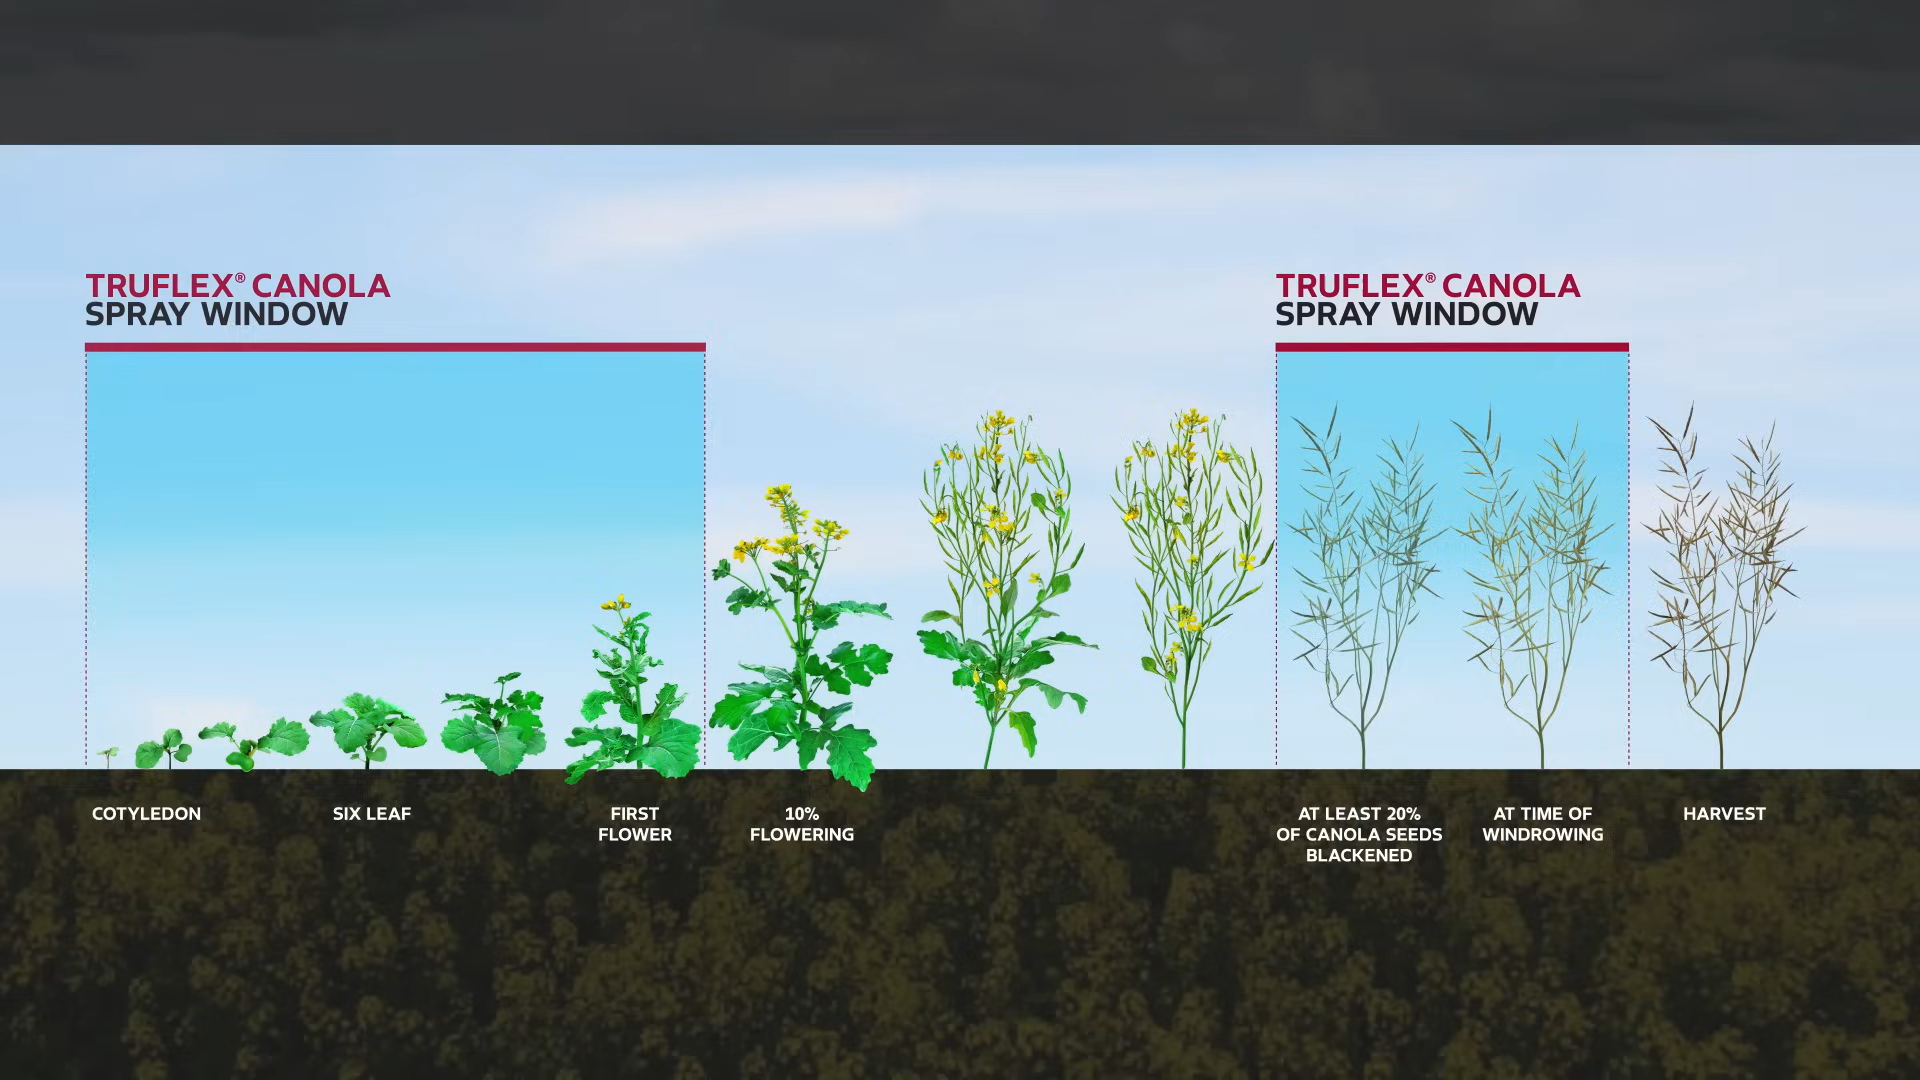 TRUFLEX® CANOLA
SPRAY WINDOW
TRUFLEX® CANOLA
SPRAY WINDOW
COTYLEDON
SIX LEAF
FIRST
FLOWER
10%
FLOWERING
AT LEAST 20%
OF CANOLA SEEDS
BLACKENED
AT TIME OF
WINDROWING
HARVEST